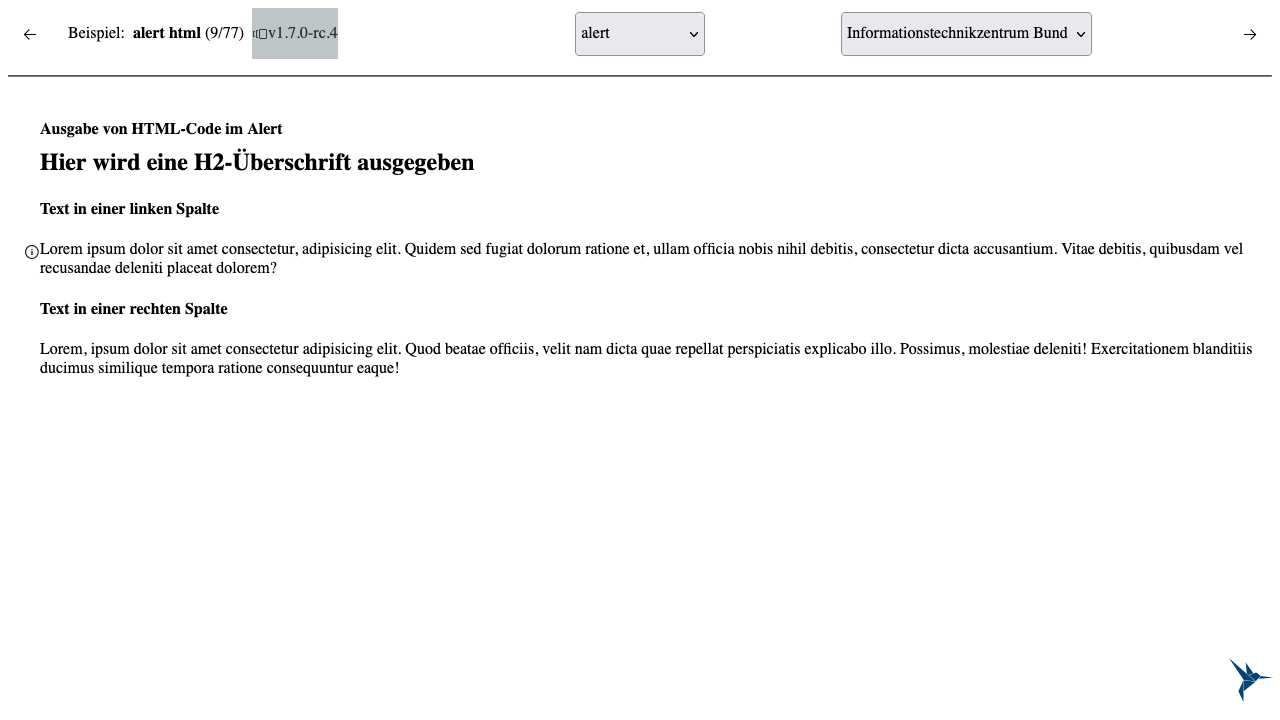 Beispiel: alert html (9/77) v1.7.0-rc.4 alert Informationstechnikzentrum Bund
Ausgabe von HTML-Code im Alert
Hier wird eine H2-Überschrift ausgegeben
Text in einer linken Spalte
Lorem ipsum dolor sit amet consectetur, adipisicing elit. Quidem sed fugiat dolorum ratione et, ullam officia nobis nihil debitis, consectetur dicta accusantium. Vitae debitis, quibusdam vel
recusandae deleniti placeat dolorem?
Text in einer rechten Spalte
Lorem, ipsum dolor sit amet consectetur adipisicing elit. Quod beatae officiis, velit nam dicta quae repellat perspiciatis explicabo illo. Possimus, molestiae deleniti! Exercitationem blanditiis
ducimus similique tempora ratione consequuntur eaque!